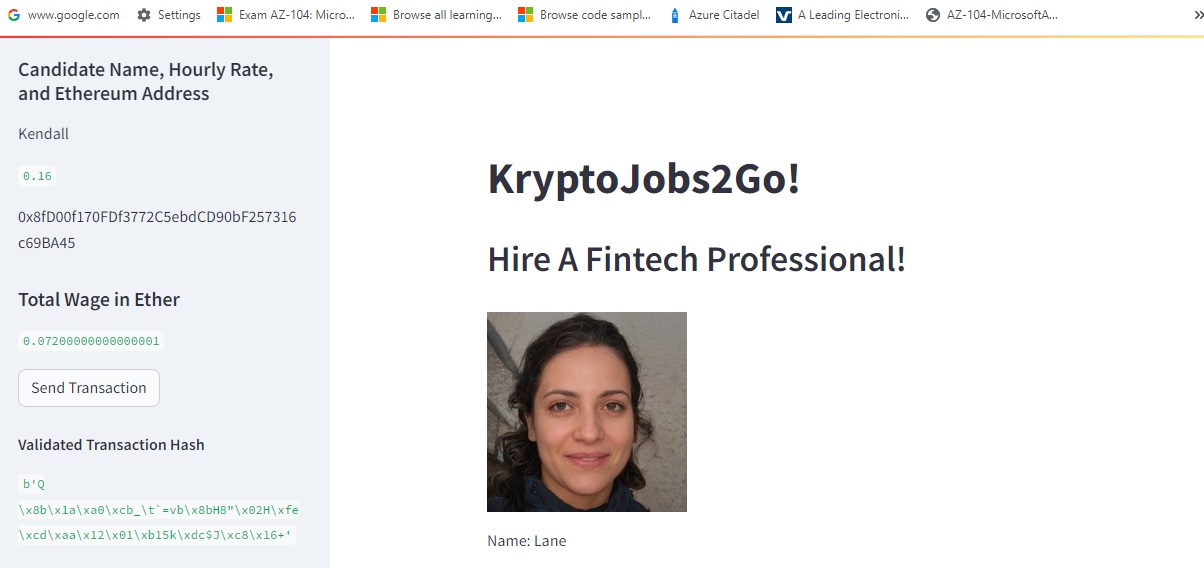 www.google.com Settings Exam AZ-104: Micro... Browse all learning... Browse code sampl... Azure Citadel A Leading Electroni... AZ-104-MicrosoftA...
Candidate Name, Hourly Rate,
and Ethereum Address
Kendall
0.16
0x8fD00f170FDf3772C5ebdCD90bF257316
c69BA45
Total Wage in Ether
0.07200000000000001
Send Transaction
Validated Transaction Hash
b'Q
\x8b\x1a\xa0\xcb_\t`=vb\x8bH8"\x02H\xfe
\xcd\xaa\x12\x01\xb15k\xdc$J\xc8\x16+'
KryptoJobs2Go!
Hire A Fintech Professional!
Name: Lane